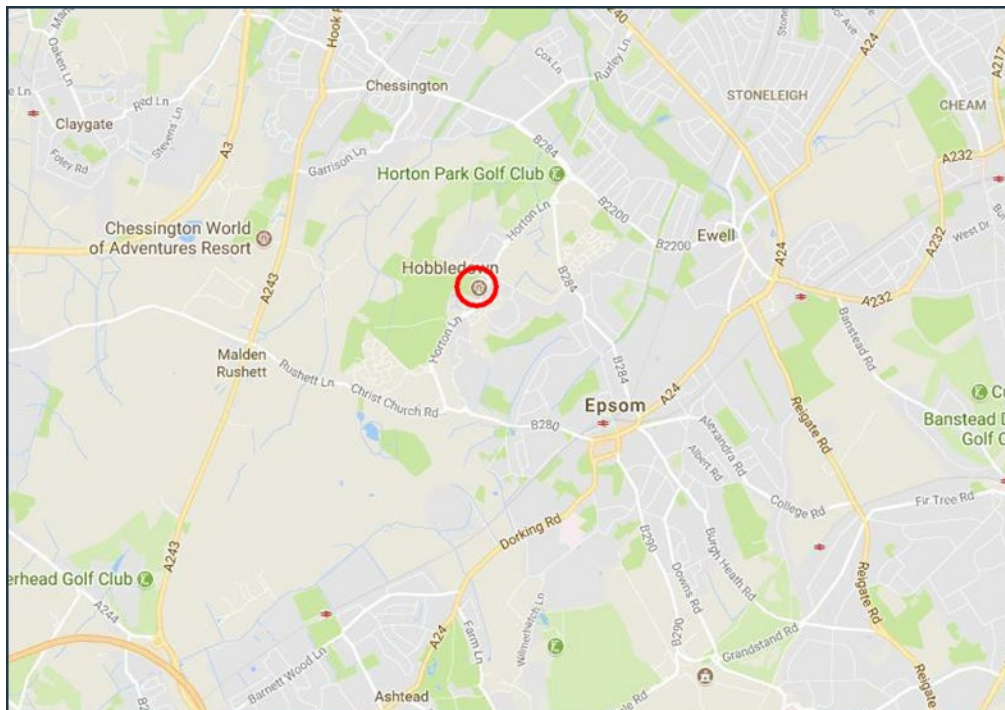 Oaken Ln
Red Ln
Claygate
Stevens' Ln
Foley Rd
A3
Hook
Chessington
Cox Ln
Ruxley Ln
A24
STONELEIGH
CHEAM
A217
A232
West Dr
Garrison Ln
B284
Horton Park Golf Club
Horton Ln
B2200
B2200
Ewell
A24
A232
A232
Chessington World
of Adventures Resort
A243
Hobbledown
B284
Banstead Rd
Malden
Rushett
Rushett Ln
Horton Ln
Christ Church Rd
B280
B284
A24
Epsom
Reigate Rd
Banstead
Golf
Alexandra Rd
Albert Rd
College Rd
Fir Tree Rd
Dorking Rd
B290
Downs Rd
Burgh Heath Rd
Reigate Rd
A243
erhead Golf Club
A244
Barnett Wood Ln
A24
Farm Ln
Wilmerhatch Ln
B290
Grandstand Rd
Reigate
Ashtead